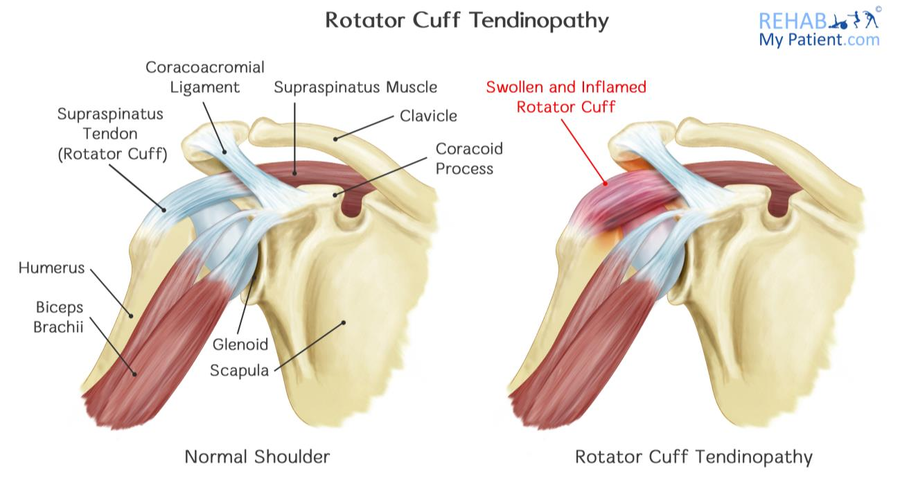 Rotator Cuff Tendinopathy
REHAB ©
My Patient.com
Coracoacromial
Ligament
Supraspinatus Muscle
Swollen and Inflamed
Rotator Cuff
Supraspinatus
Tendon
(Rotator Cuff)
Clavicle
Coracoid
Process
Humerus
Biceps
Brachii
Glenoid
Scapula
Normal Shoulder
Rotator Cuff Tendinopathy